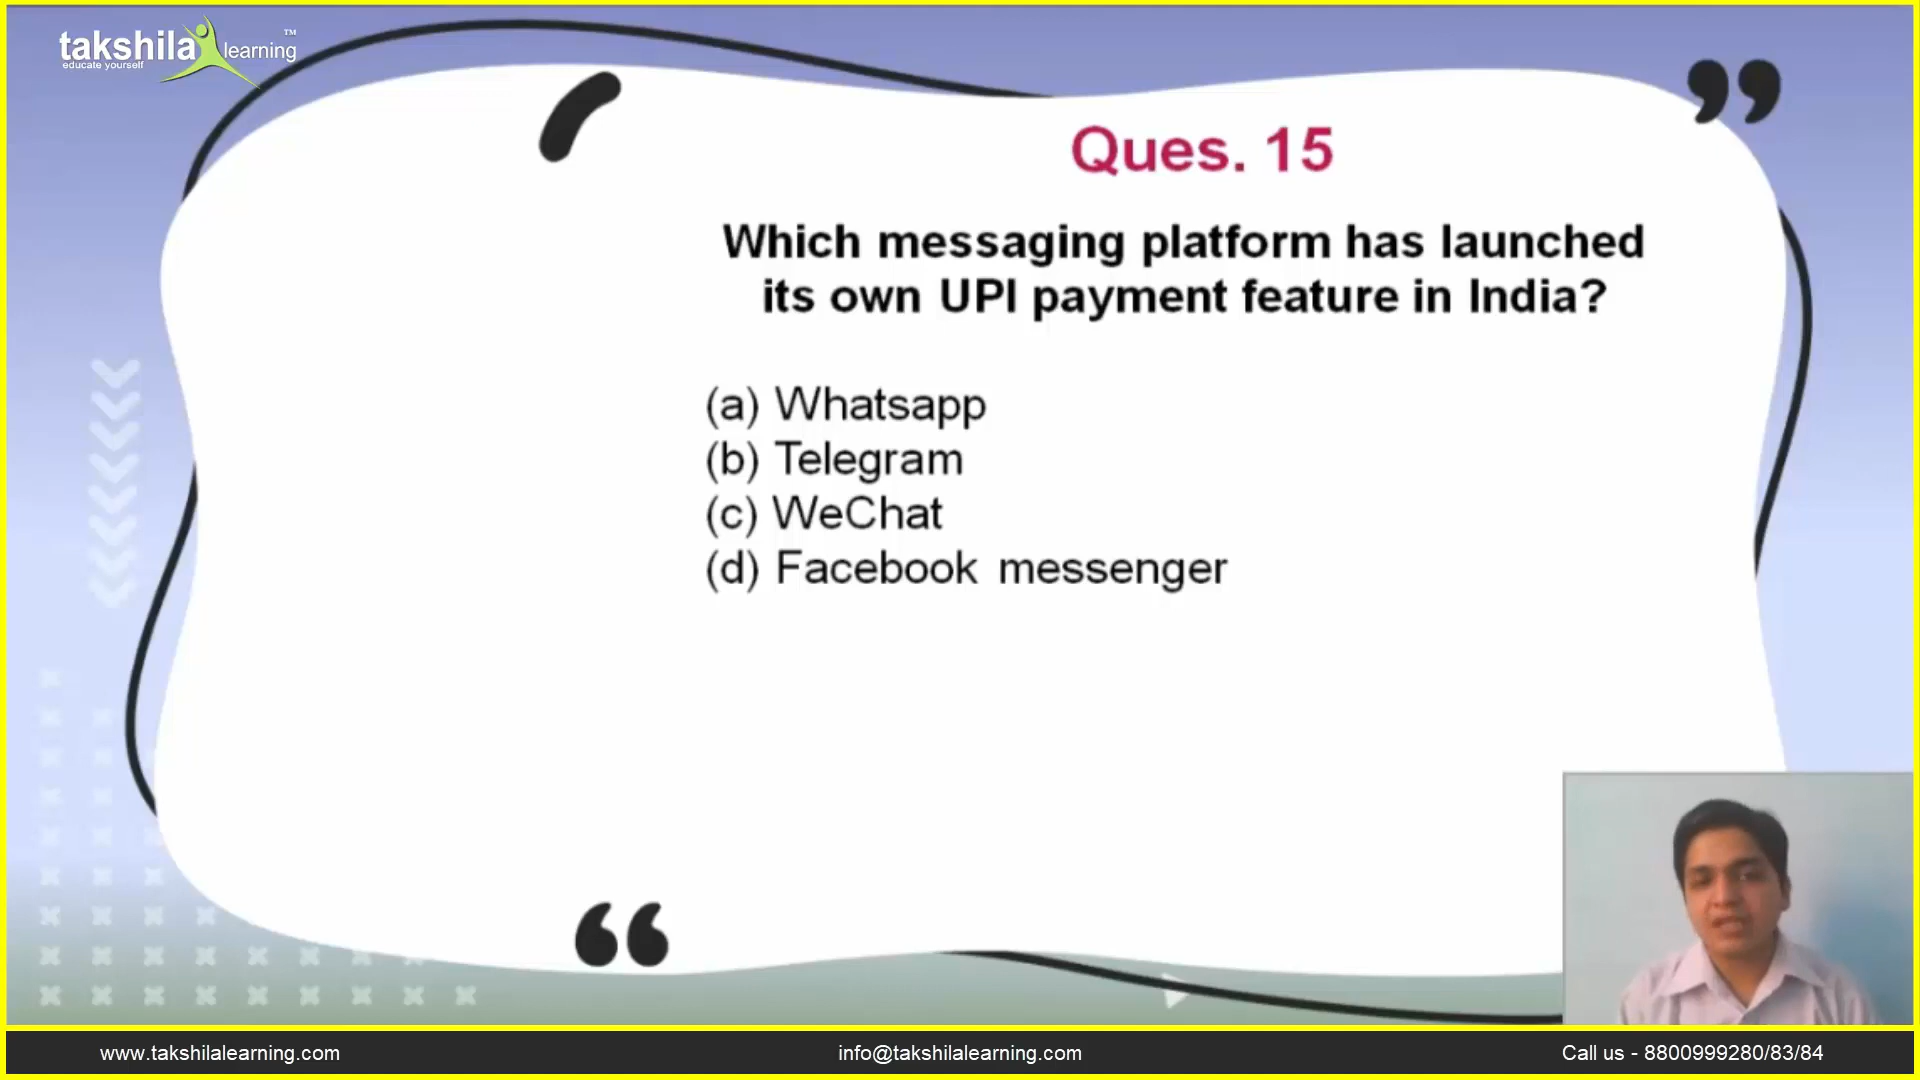 takshila learning™
educate yourself
Ques. 15
Which messaging platform has launched
its own UPI payment feature in India?
(a) Whatsapp
(b) Telegram
(c) WeChat
(d) Facebook messenger
www.takshilalearning.com
info@takshilalearning.com
Call us - 8800999280/83/84